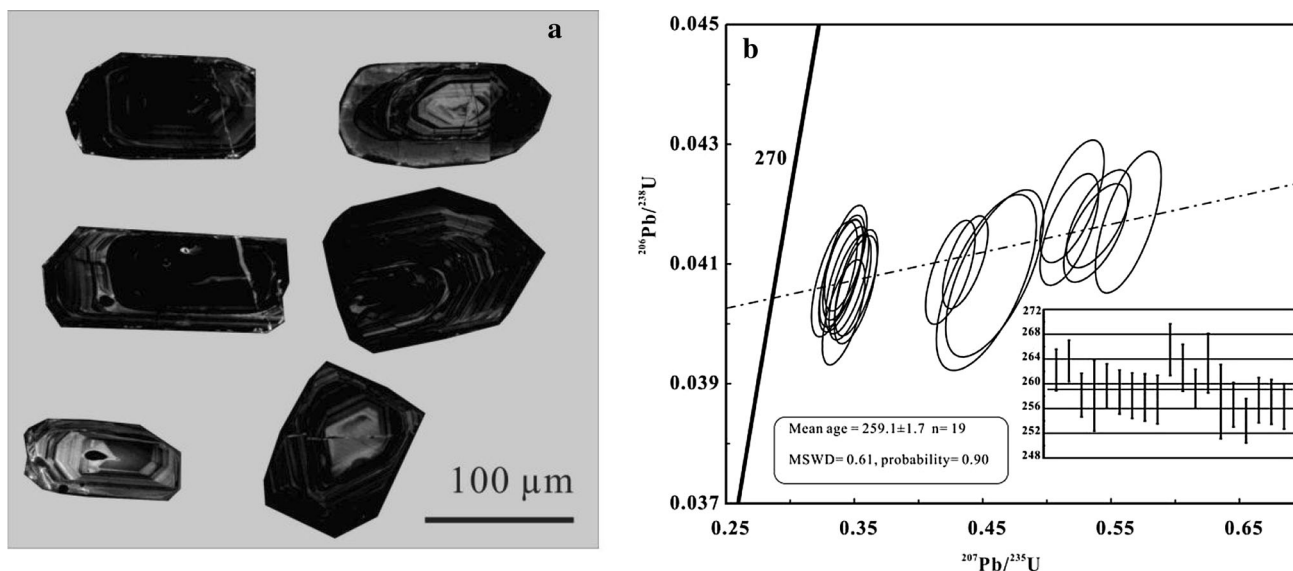 a
100 µm
b
0.045
0.043
0.041
0.039
0.037
²⁰⁶Pb/²³⁸U
270
272
268
264
260
256
252
248
Mean age = 259.1±1.7 n= 19
MSWD= 0.61, probability= 0.90
0.25 0.35 0.45 0.55 0.65
²⁰⁷Pb/²³⁵U